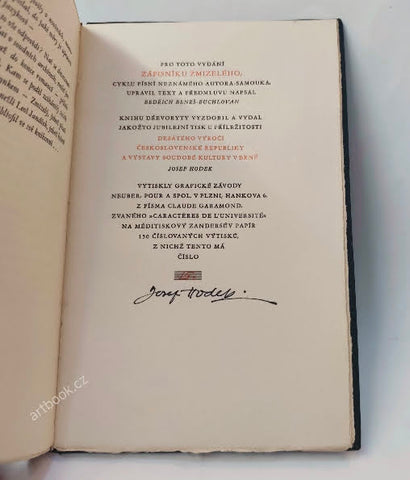 PRO TOTO VYDÁNÍ
ZÁPISNÍKU ZMIZELÉHO,
CYKLU PÍSNÍ NEZNÁMÉHO AUTORA-SAMOUKA,
UPRAVIL TEXT A PŘEDMLUVU NAPSAL
BEDŘICH BENEŠ-BUCHLOVAN
KNIHU DŘEVORYTY VYZDOBIL A VYDAL
JAKOŽTO JUBILEJNÍ TISK U PŘÍLEŽITOSTI
DESÁTÉHO VÝROČÍ
ČESKOSLOVENSKÉ REPUBLIKY
A VÝSTAVY SOUDOBÉ KULTURY V BRNĚ
JOSEF HODEK
VYTISKLY GRAFICKÉ ZÁVODY
NEUBER, POUR A SPOL. V PLZNI, HANKOVA 6,
Z PÍSMA CLAUDE GARAMOND,
ZVANÉHO »CARACTÈRES DE L'UNIVERSITÉ«
NA MĚDITISKOVÝ ZANDERSŮV PAPÍR
150 ČÍSLOVANÝCH VÝTISKŮ,
Z NICHŽ TENTO MÁ
ČÍSLO
Josef Hodek
artbook.cz